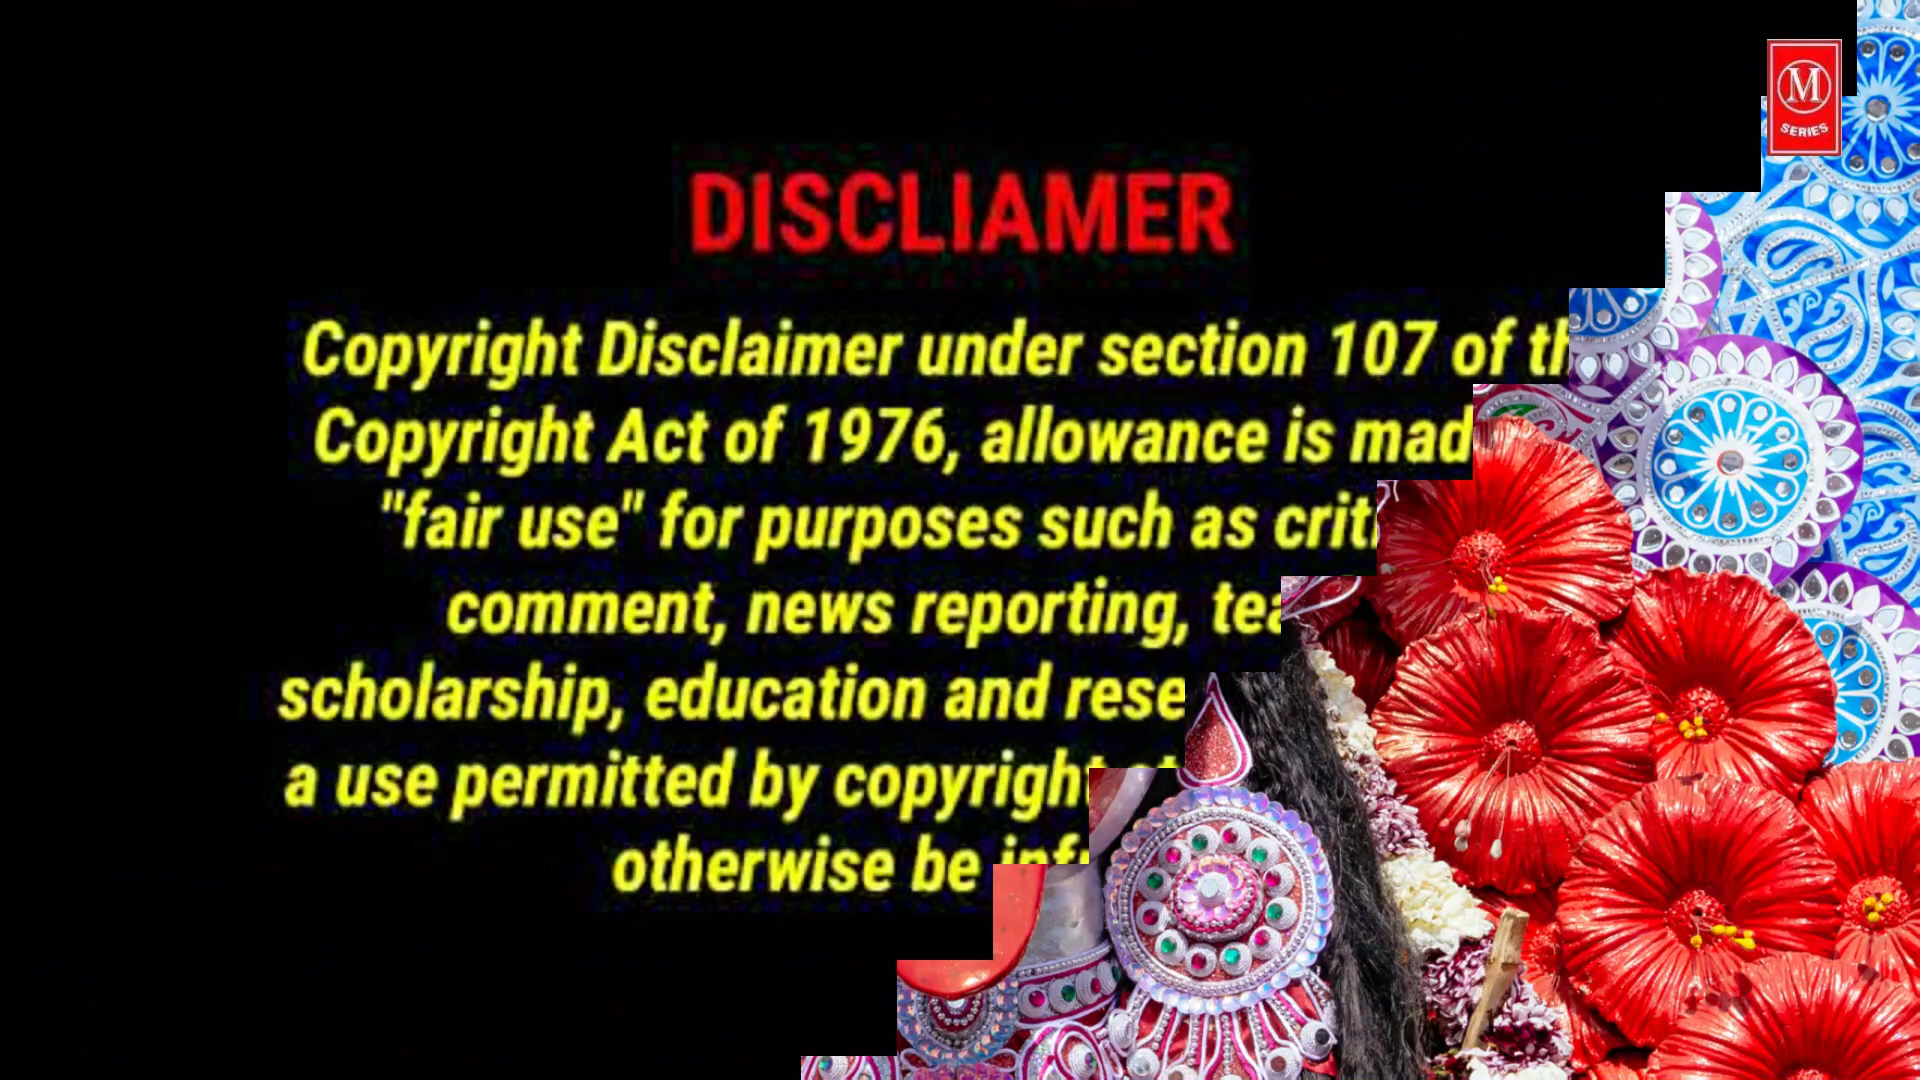 M
SERIES
DISCLIAMER
Copyright Disclaimer under section 107 of th
Copyright Act of 1976, allowance is mad
"fair use" for purposes such as crit
comment, news reporting, tea
scholarship, education and rese
a use permitted by copyright
otherwise be